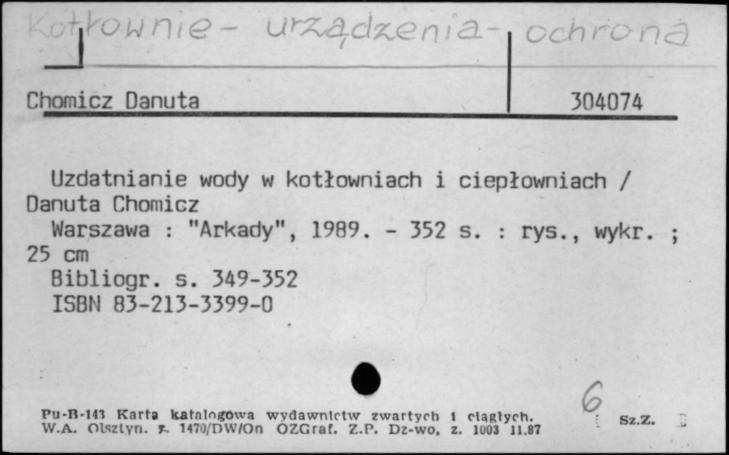 Kotłownie - urządzenia - ochrona
Chomicz Danuta 304074
Uzdatnianie wody w kotłowniach i ciepłowniach /
Danuta Chomicz
Warszawa : "Arkady", 1989. - 352 s. : rys., wykr. ;
25 cm
Bibliogr. s. 349-352
ISBN 83-213-3399-0
6
Pu-B-143 Karta katalogowa wydawnictw zwartych i ciągłych.
W.A. Olsztyn. z. 1470/DW/On OZGraf. Z.P. Dz-wo, z. 1003 11.87
Sz.Z.